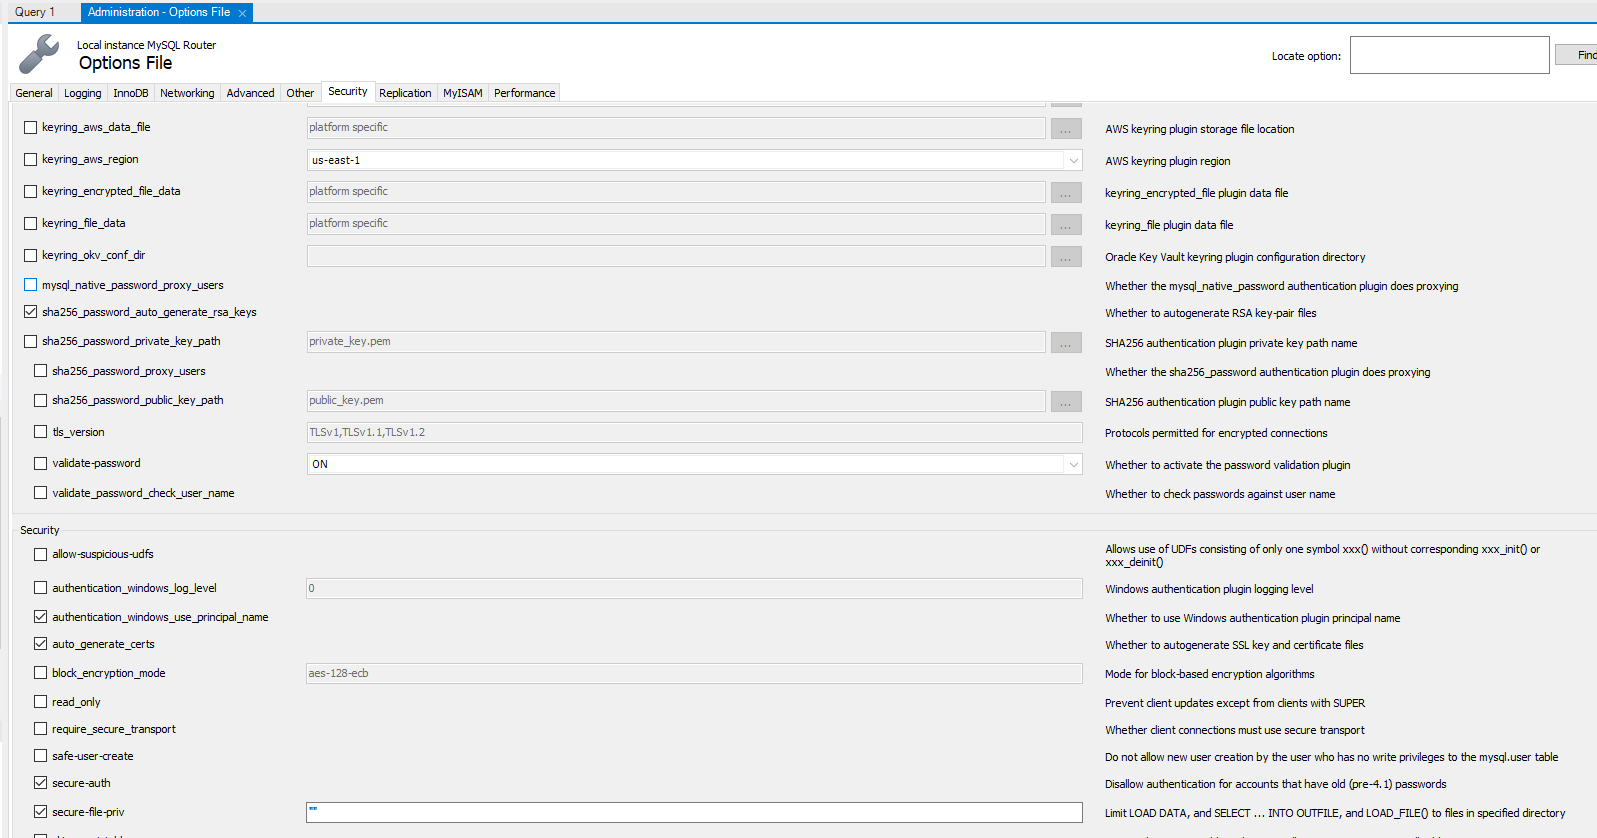 Query 1
Administration - Options File ×
Local instance MySQL Router
Options File
Locate option:
Find
General Logging InnoDB Networking Advanced Other Security Replication MyISAM Performance
keyring_aws_data_file platform specific ... AWS keyring plugin storage file location
keyring_aws_region us-east-1 AWS keyring plugin region
keyring_encrypted_file_data platform specific ... keyring_encrypted_file plugin data file
keyring_file_data platform specific ... keyring_file plugin data file
keyring_okv_conf_dir ... Oracle Key Vault keyring plugin configuration directory
mysql_native_password_proxy_users Whether the mysql_native_password authentication plugin does proxying
sha256_password_auto_generate_rsa_keys Whether to autogenerate RSA key-pair files
sha256_password_private_key_path private_key.pem ... SHA256 authentication plugin private key path name
sha256_password_proxy_users Whether the sha256_password authentication plugin does proxying
sha256_password_public_key_path public_key.pem ... SHA256 authentication plugin public key path name
tls_version TLSv1,TLSv1.1,TLSv1.2 Protocols permitted for encrypted connections
validate-password ON Whether to activate the password validation plugin
validate_password_check_user_name Whether to check passwords against user name
Security
allow-suspicious-udfs Allows use of UDFs consisting of only one symbol xxx() without corresponding xxx_init() or
xxx_deinit()
authentication_windows_log_level 0 Windows authentication plugin logging level
authentication_windows_use_principal_name Whether to use Windows authentication plugin principal name
auto_generate_certs Whether to autogenerate SSL key and certificate files
block_encryption_mode aes-128-ecb Mode for block-based encryption algorithms
read_only Prevent client updates except from clients with SUPER
require_secure_transport Whether client connections must use secure transport
safe-user-create Do not allow new user creation by the user who has no write privileges to the mysql.user table
secure-auth Disallow authentication for accounts that have old (pre-4.1) passwords
secure-file-priv "" Limit LOAD DATA, and SELECT ... INTO OUTFILE, and LOAD_FILE() to files in specified directory